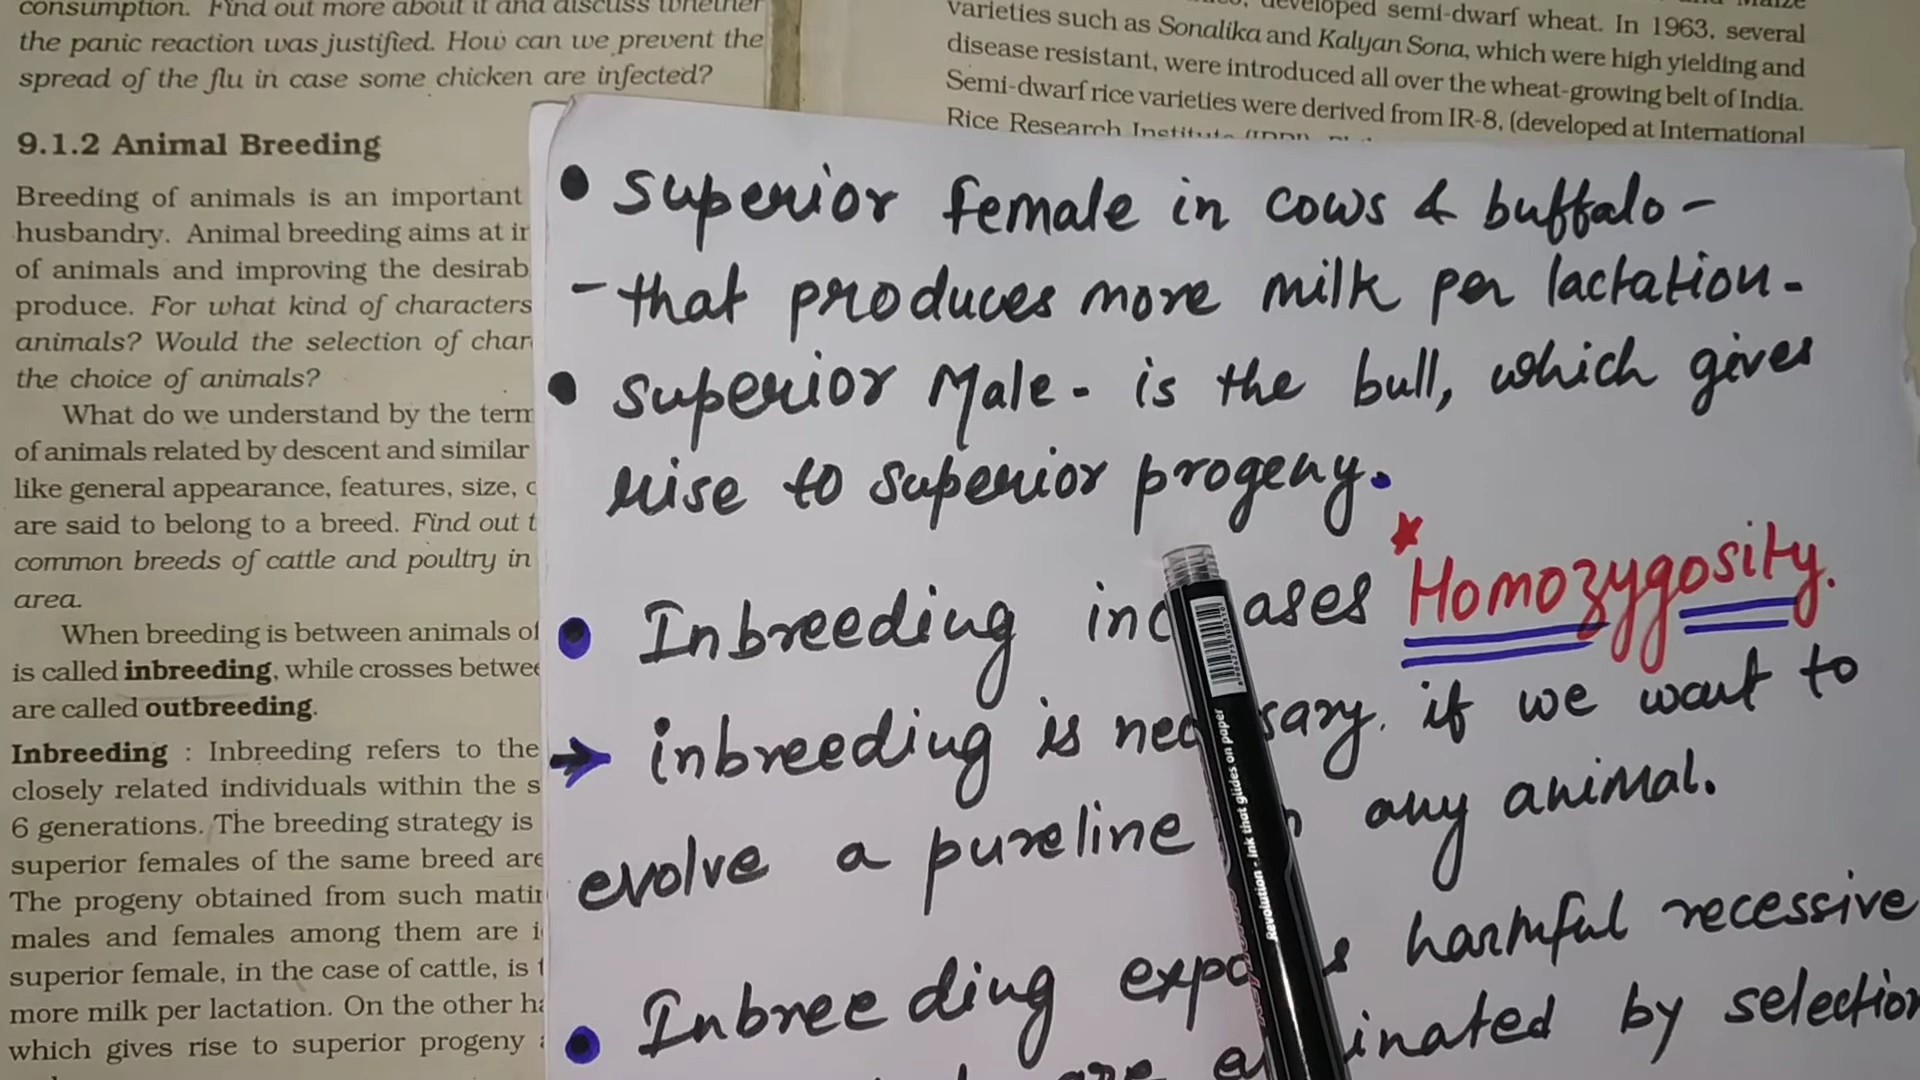 consumption. Find out more about it and discuss whether
the panic reaction was justified. How can we prevent the
spread of the flu in case some chicken are infected?
9.1.2 Animal Breeding
Breeding of animals is an important
husbandry. Animal breeding aims at
of animals and improving the
produce. For what kind of characters
animals? Would the selection of
the choice of animals?
What do we understand by the term
of animals related by descent and similar
like general appearance, features, size,
are said to belong to a breed. Find out
common breeds of cattle and poultry in
area.
When breeding is between animals
is called inbreeding, while crosses
are called outbreeding.
Inbreeding : Inbreeding refers to the
closely related individuals within the
6 generations. The breeding strategy is
superior females of the same breed are
The progeny obtained from such
males and females among them are
superior female, in the case of cattle, is
more milk per lactation. On the other
which gives rise to superior progeny
developed semi-dwarf wheat. In 1963, several
varieties such as Sonalika and Kalyan Sona, which were high yielding and
disease resistant, were introduced all over the wheat-growing belt of India.
Semi-dwarf rice varieties were derived from IR-8, (developed at International
Rice Research Institute
• Superior female in cows & buffalo -
- that produces more milk per lactation.
• Superior Male - is the bull, which gives
rise to superior progeny.
• Inbreeding *Homozygosity.
→ inbreeding is if we want to
evolve a pureline any animal.
• Inbreeding harmful recessive
are by selection
Revolution - Ink that glides on paper